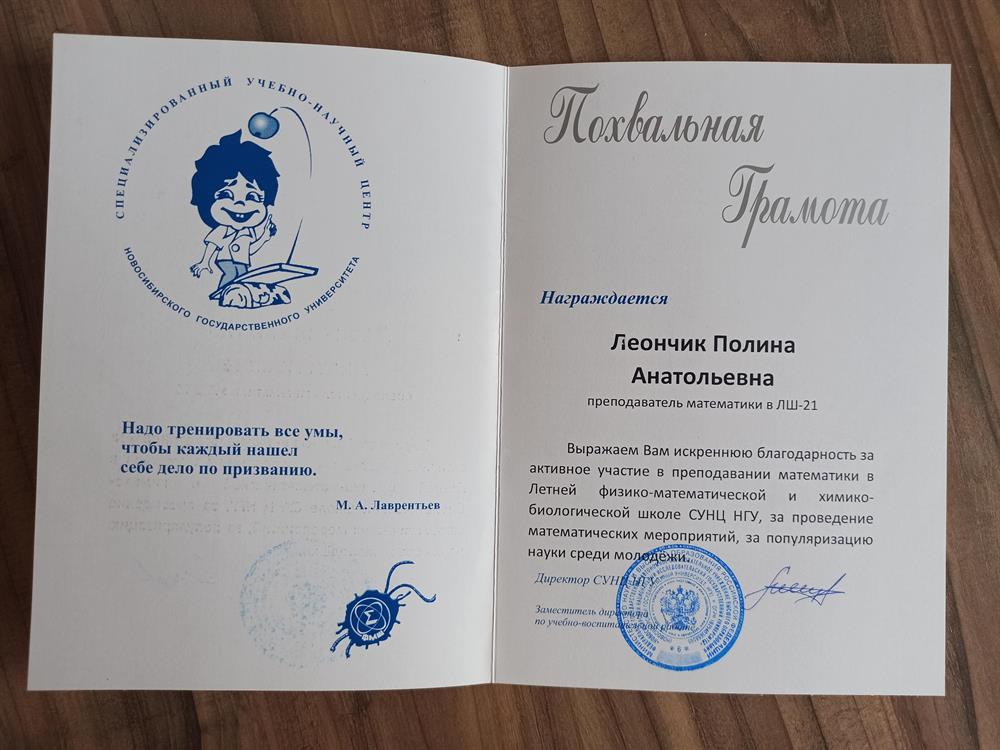 СПЕЦИАЛИЗИРОВАННЫЙ УЧЕБНО-НАУЧНЫЙ ЦЕНТР
НОВОСИБИРСКОГО ГОСУДАРСТВЕННОГО УНИВЕРСИТЕТА
Надо тренировать все умы,
чтобы каждый нашел
себе дело по призванию.
М. А. Лаврентьев
ФМШ
Похвальная
Грамота
Награждается
Леончик Полина
Анатольевна
преподаватель математики в ЛШ-21
Выражаем Вам искреннюю благодарность за
активное участие в преподавании математики в
Летней физико-математической и химико-
биологической школе СУНЦ НГУ, за проведение
математических мероприятий, за популяризацию
науки среди молодежи.
Директор СУНЦ НГУ
Заместитель директора
по учебно-воспитательной работе
* 6 *